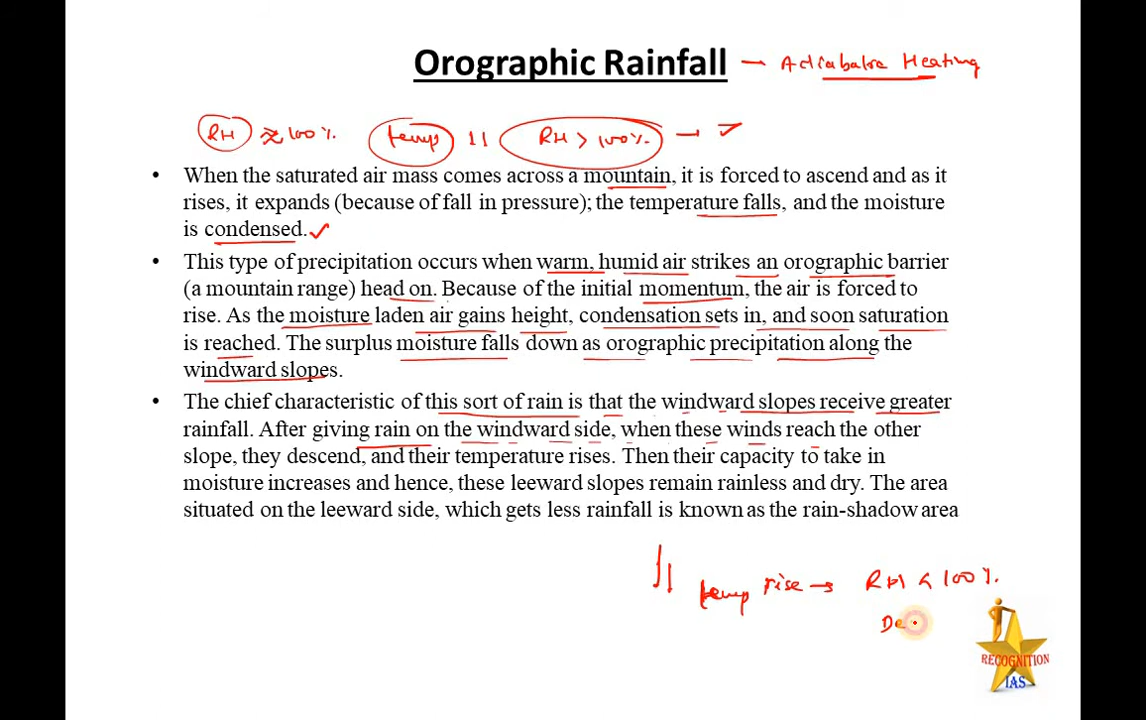 Orographic Rainfall — Adiabatic Heating
RH ≈ 100%. temp ↓↓ RH > 100%. → ✓
• When the saturated air mass comes across a mountain, it is forced to ascend and as it
rises, it expands (because of fall in pressure); the temperature falls, and the moisture
is condensed. ✓
• This type of precipitation occurs when warm, humid air strikes an orographic barrier
(a mountain range) head on. Because of the initial momentum, the air is forced to
rise. As the moisture laden air gains height, condensation sets in, and soon saturation
is reached. The surplus moisture falls down as orographic precipitation along the
windward slopes.
• The chief characteristic of this sort of rain is that the windward slopes receive greater
rainfall. After giving rain on the windward side, when these winds reach the other
slope, they descend, and their temperature rises. Then their capacity to take in
moisture increases and hence, these leeward slopes remain rainless and dry. The area
situated on the leeward side, which gets less rainfall is known as the rain-shadow area
temp rise → RH < 100%.
De
RECOGNITION
IAS